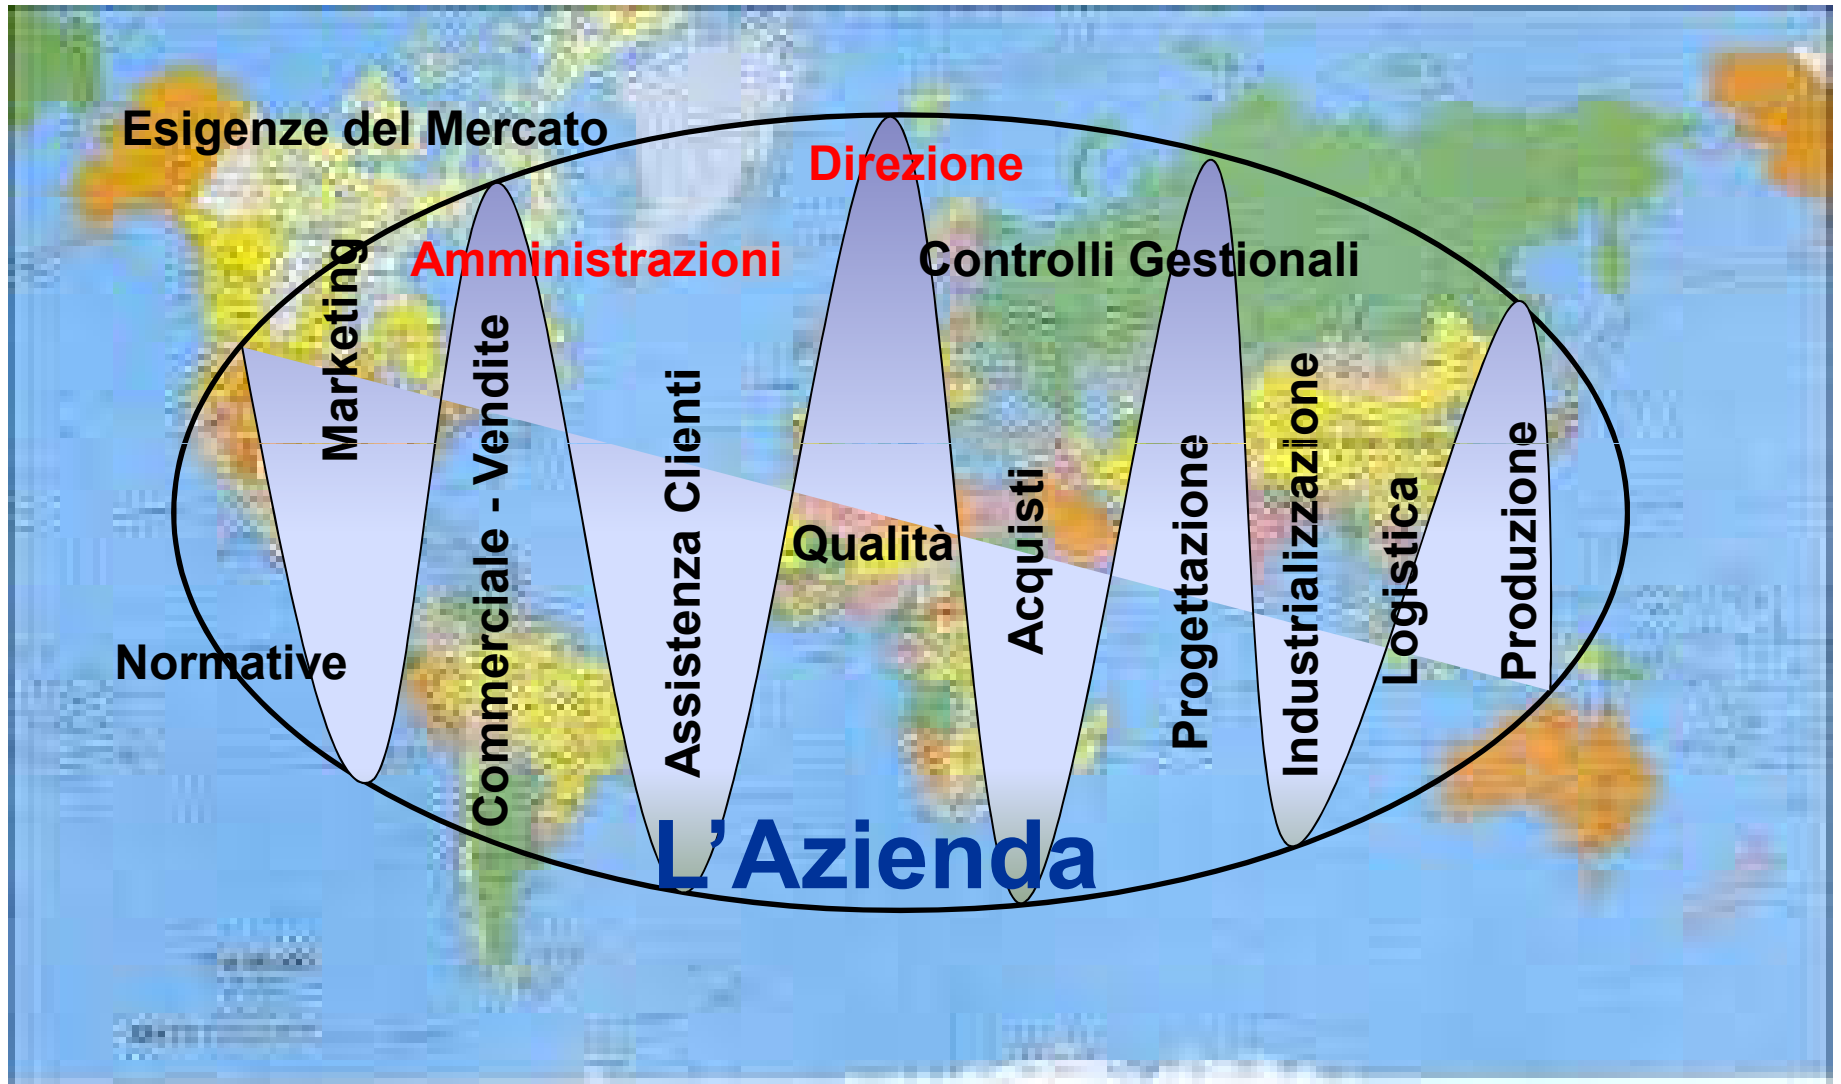 Esigenze del Mercato
Direzione
Amministrazioni
Controlli Gestionali
Marketing
Commerciale - Vendite
Assistenza Clienti
Qualità
Acquisti
Progettazione
Industrializzazione
Logistica
Produzione
Normative
L'Azienda